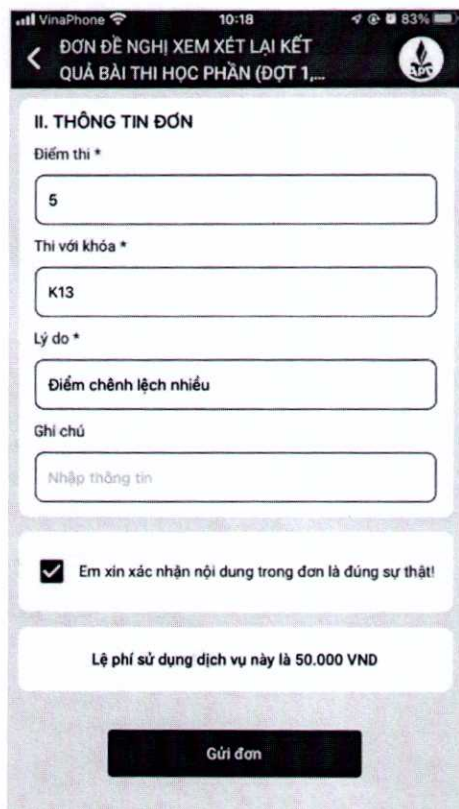 VinaPhone 10:18 83%
ĐƠN ĐỀ NGHỊ XEM XÉT LẠI KẾT
QUẢ BÀI THI HỌC PHẦN (ĐỢT 1,...
APD
II. THÔNG TIN ĐƠN
Điểm thi *
5
Thi với khóa *
K13
Lý do *
Điểm chênh lệch nhiều
Ghi chú
Nhập thông tin
Em xin xác nhận nội dung trong đơn là đúng sự thật!
Lệ phí sử dụng dịch vụ này là 50.000 VND
Gửi đơn